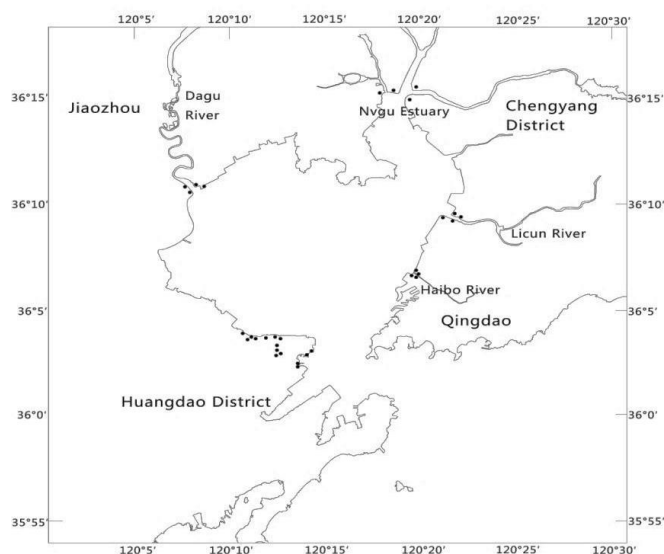 120°5' 120°10' 120°15' 120°20' 120°25' 120°30'
36°15' 36°15'
Jiaozhou
Dagu
River
Nvgu Estuary
Chengyang
District
36°10' 36°10'
Licun River
Haibo River
36°5' 36°5'
Qingdao
Huangdao District
36°0' 36°0'
35°55' 35°55'
120°5' 120°10' 120°15' 120°20' 120°25' 120°30'